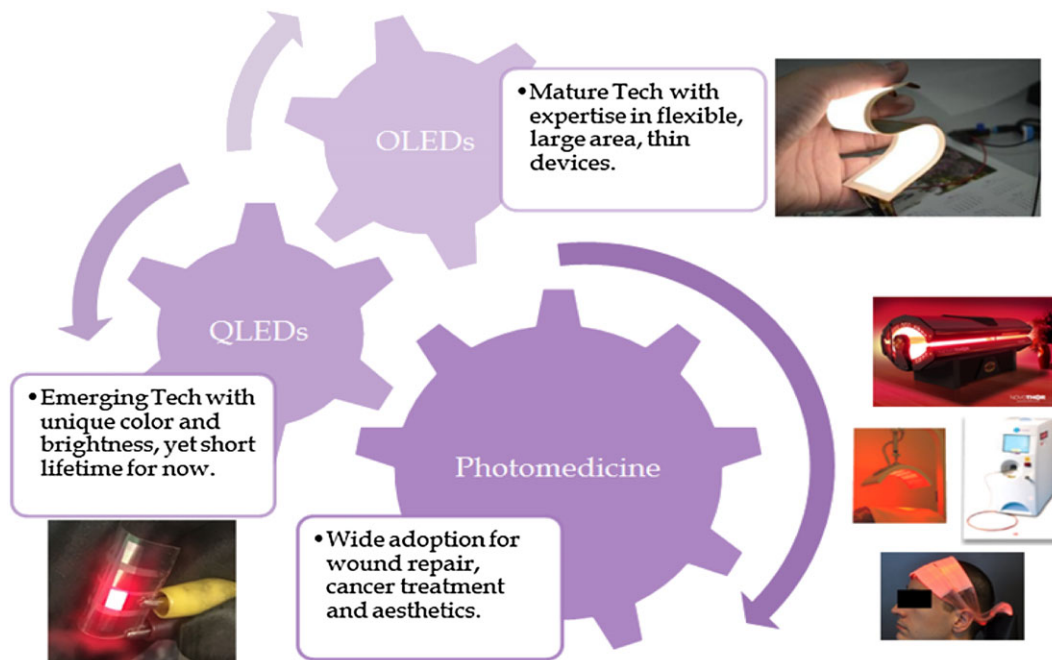 OLEDs
•Mature Tech with
expertise in flexible,
large area, thin
devices.
QLEDs
•Emerging Tech with
unique color and
brightness, yet short
lifetime for now.
Photomedicine
•Wide adoption for
wound repair,
cancer treatment
and aesthetics.
NOVOTHOR